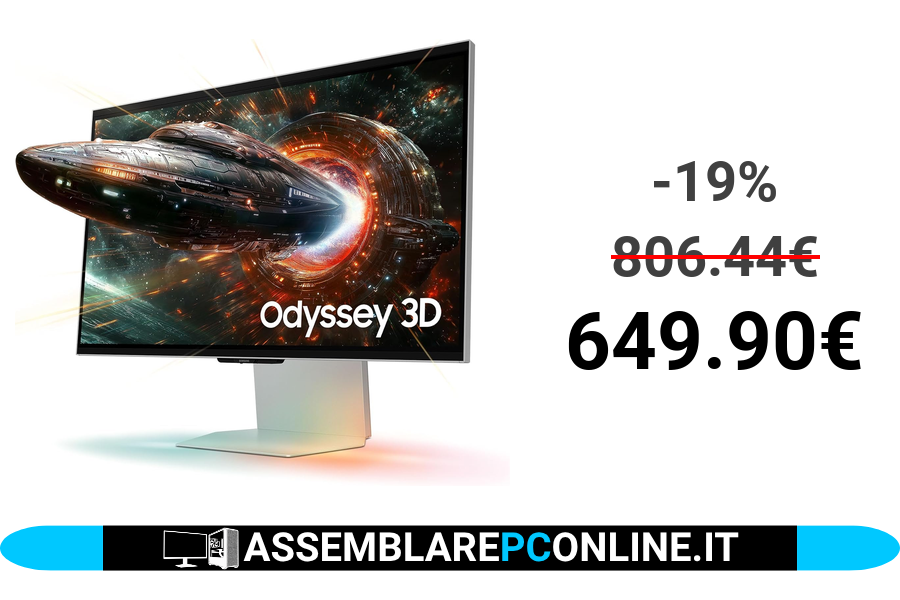 Odyssey 3D
-19%
806.44€
649.90€
ASSEMBLAREPCONLINE.IT